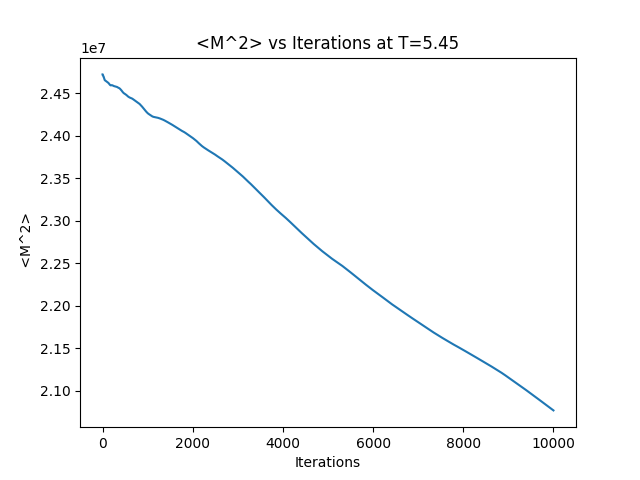 <M^2> vs Iterations at T=5.45
1e7
2.45
2.40
2.35
2.30
2.25
2.20
2.15
2.10
<M^2>
0 2000 4000 6000 8000 10000
Iterations